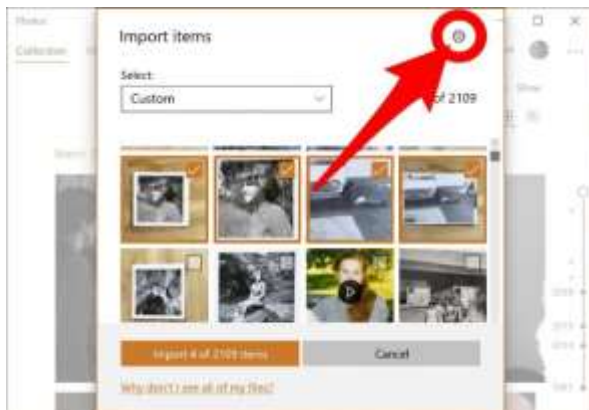 Photos
Import items
Collection
Select:
Custom
of 2109
Import 4 of 2109 items
Cancel
Why don't I see all of my files?